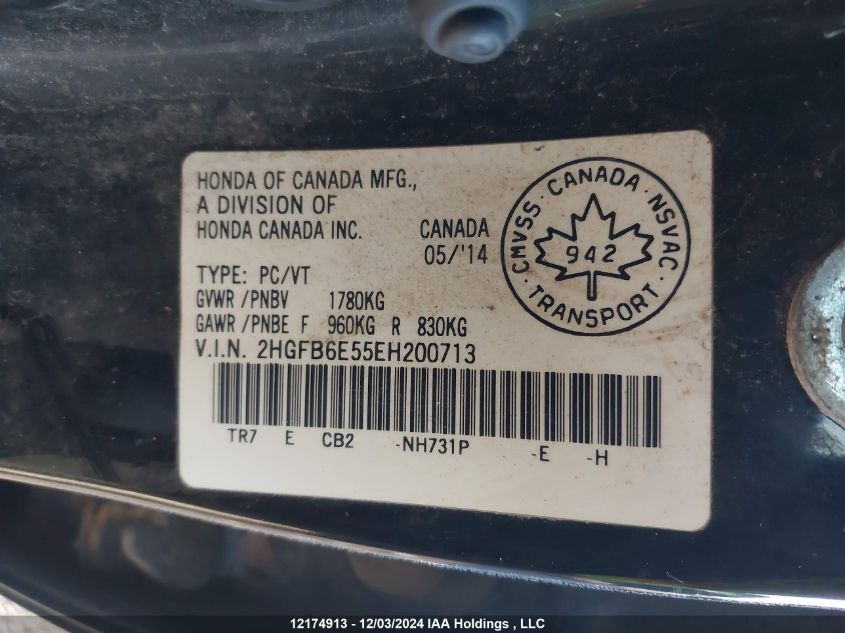 HONDA OF CANADA MFG.,
A DIVISION OF
HONDA CANADA INC. CANADA
05/'14
TYPE: PC/VT
GVWR /PNBV 1780KG
GAWR /PNBE F 960KG R 830KG
V.I.N. 2HGFB6E55EH200713
TR7 E CB2 -NH731P -E -H
CMVSS · CANADA · NSVAC
942
· TRANSPORT ·
12174913 - 12/03/2024 IAA Holdings , LLC